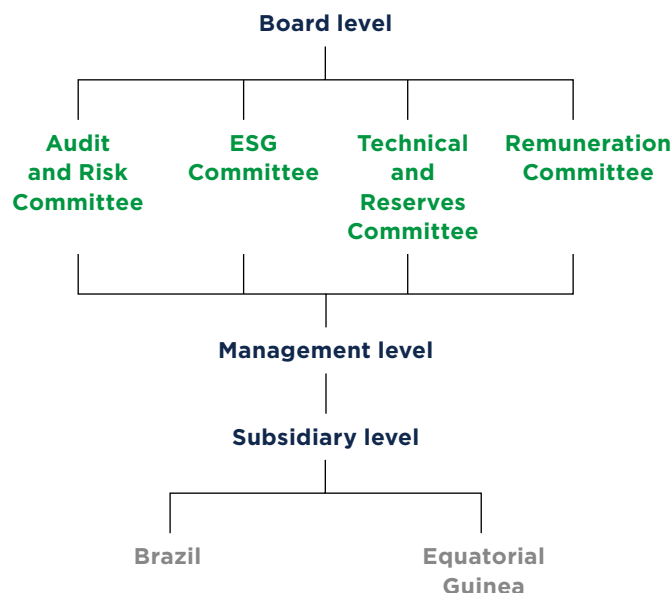 Board level
Audit
and Risk
Committee
ESG
Committee
Technical
and
Reserves
Committee
Remuneration
Committee
Management level
Subsidiary level
Brazil
Equatorial
Guinea